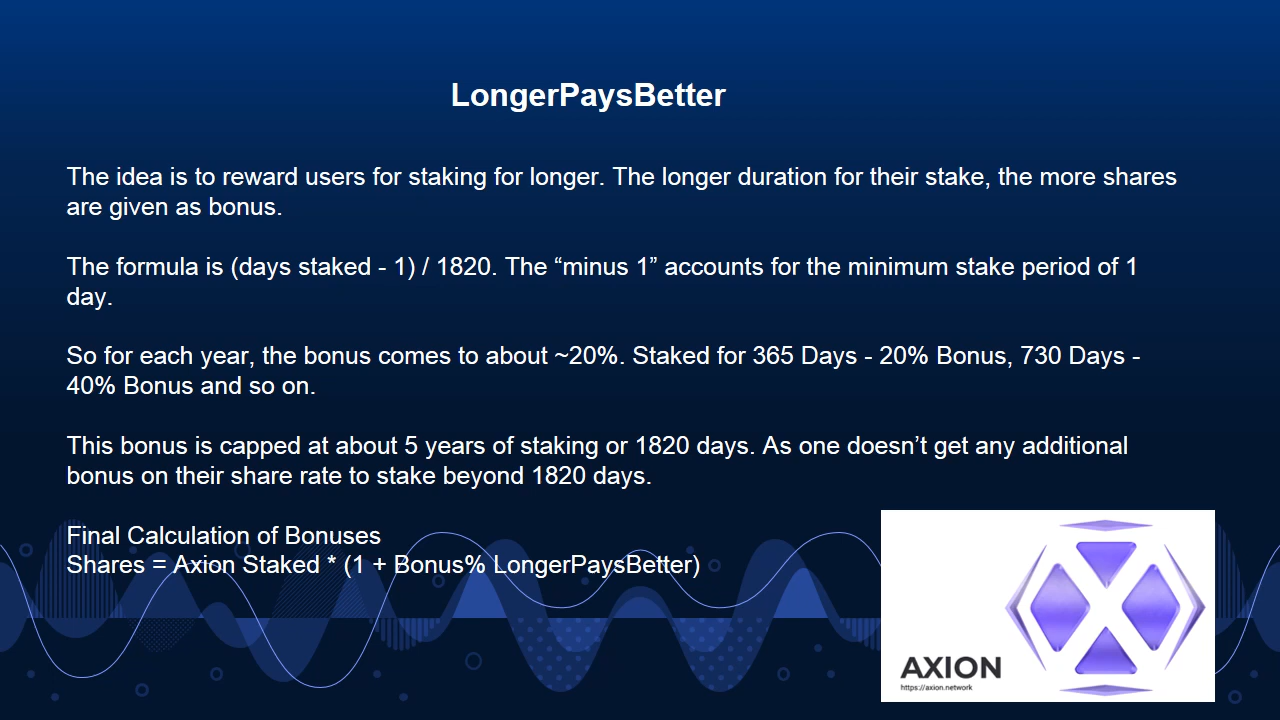 LongerPaysBetter
The idea is to reward users for staking for longer. The longer duration for their stake, the more shares
are given as bonus.
The formula is (days staked - 1) / 1820. The “minus 1” accounts for the minimum stake period of 1
day.
So for each year, the bonus comes to about ~20%. Staked for 365 Days - 20% Bonus, 730 Days -
40% Bonus and so on.
This bonus is capped at about 5 years of staking or 1820 days. As one doesn’t get any additional
bonus on their share rate to stake beyond 1820 days.
Final Calculation of Bonuses
Shares = Axion Staked * (1 + Bonus% LongerPaysBetter)
AXION
https://axion.network